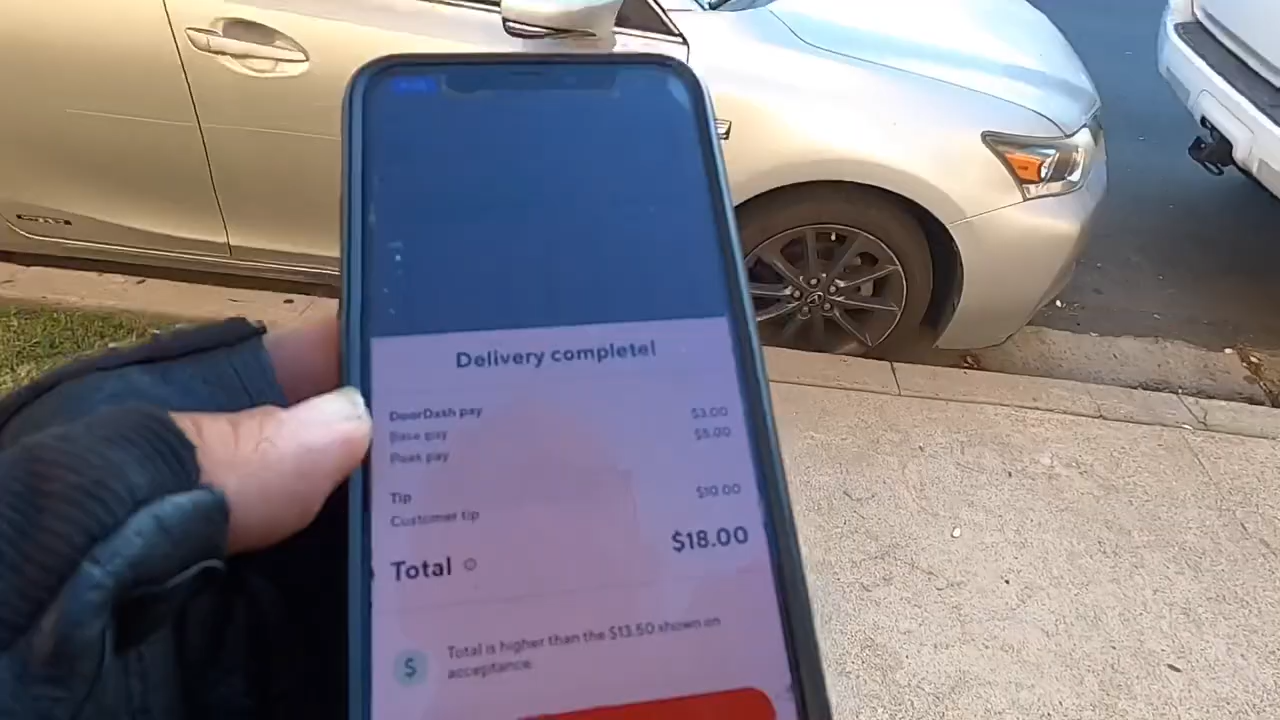 Delivery complete!
DoorDash pay
Base pay $3.00
Peak pay $5.00
Tip
Customer tip $10.00
Total $18.00
$ Total is higher than the $13.50 shown on
acceptance.